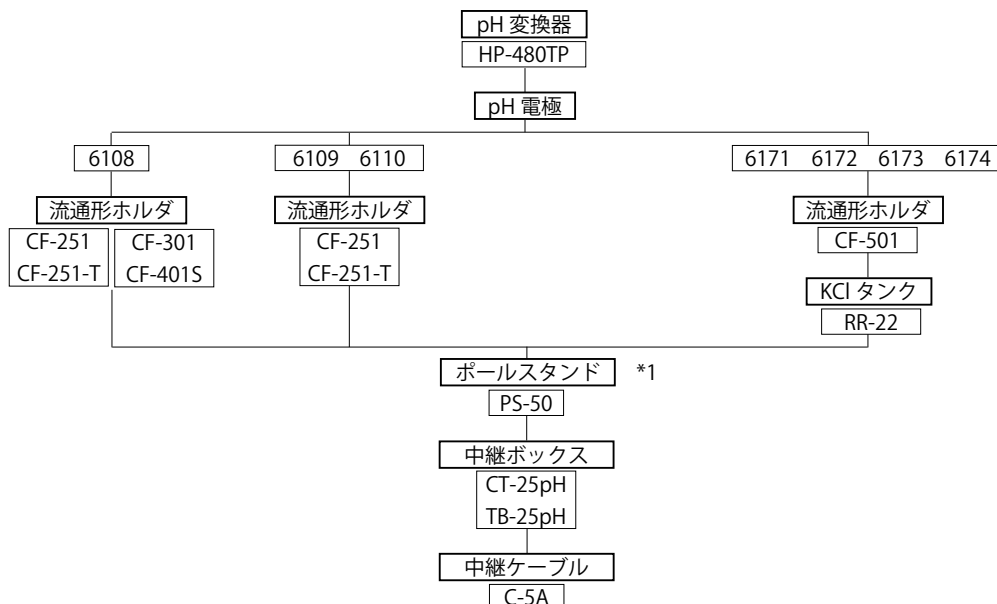 pH 変換器
HP-480TP
pH 電極
6108
6109 6110
6171 6172 6173 6174
流通形ホルダ
流通形ホルダ
流通形ホルダ
CF-251
CF-251-T
CF-301
CF-401S
CF-251
CF-251-T
CF-501
KCl タンク
RR-22
ポールスタンド *1
PS-50
中継ボックス
CT-25pH
TB-25pH
中継ケーブル
C-5A